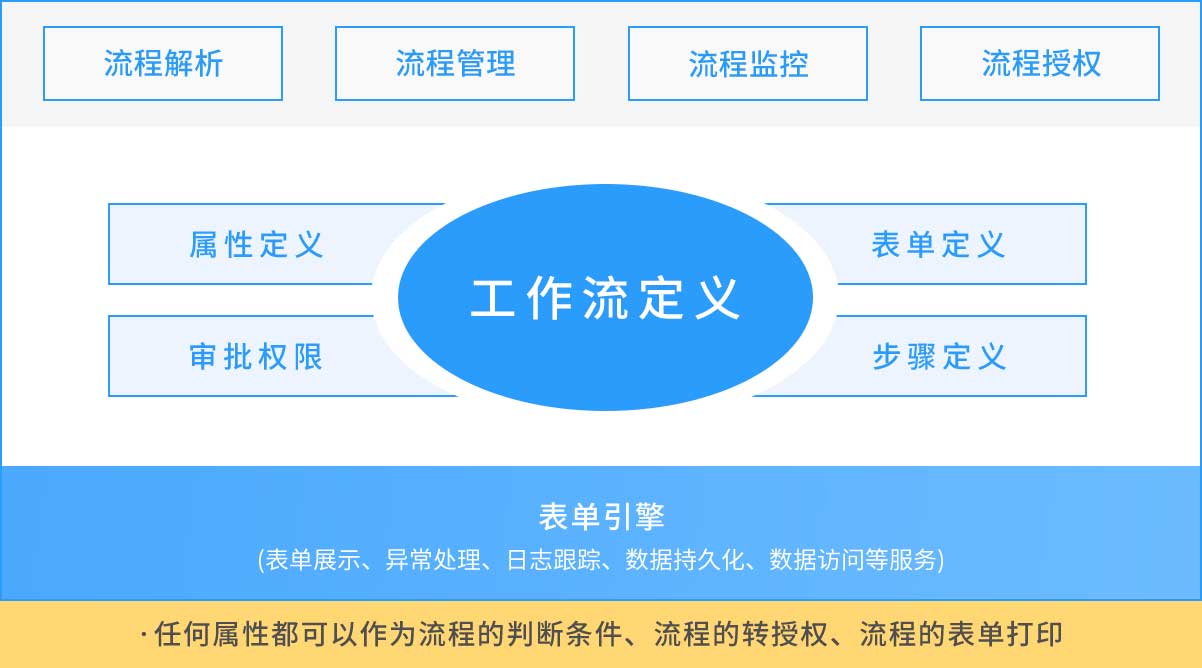 流程解析
流程管理
流程监控
流程授权
属性定义
表单定义
工作流定义
审批权限
步骤定义
表单引擎
(表单展示、异常处理、日志跟踪、数据持久化、数据访问等服务)
·任何属性都可以作为流程的判断条件、流程的转授权、流程的表单打印